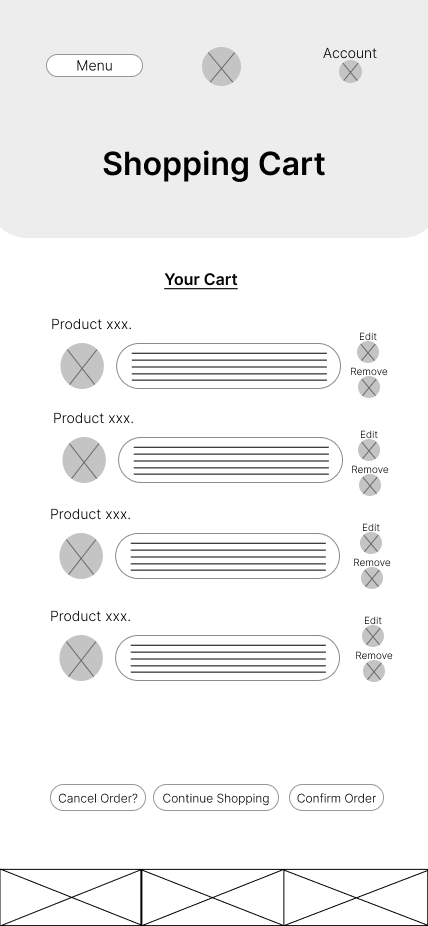 Menu
Account
Shopping Cart
Your Cart
Product xxx.
Edit
Remove
Product xxx.
Edit
Remove
Product xxx.
Edit
Remove
Product xxx.
Edit
Remove
Cancel Order?
Continue Shopping
Confirm Order